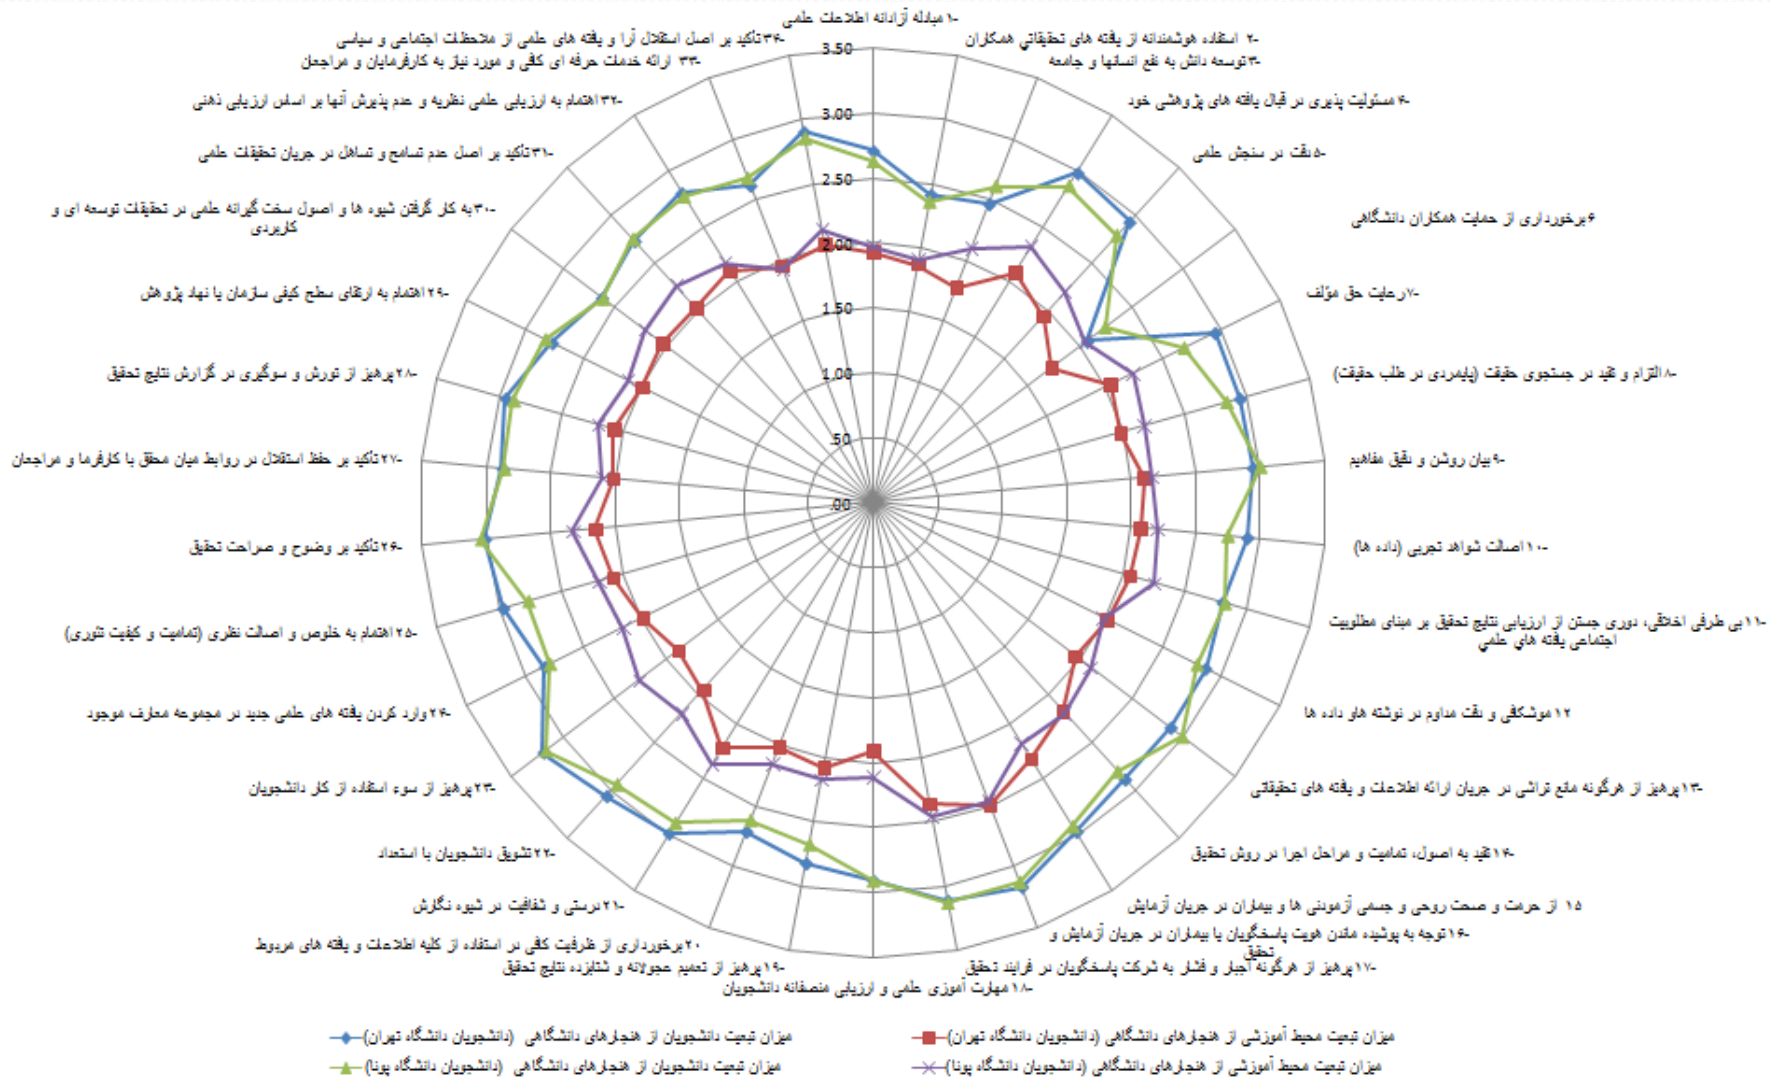 ۱- مبادله آزادانه اطلاعات علمی
۲- استفاده هوشمندانه از یافته های تحقیقاتي همکاران
۳- توسعه دانش به نفع انسانها و جامعه
۴- مسئولیت پذیری در قبال یافته های پژوهشی خود
۵- دقت در سنجش علمی
۶ برخورداری از حمایت همکاران دانشگاهی
۷- رعایت حق مؤلف
۸- التزام و تقید در جستجوی حقیقت (پایمردی در طلب حقیقت)
۹- بیان روشن و دقیق مفاهیم
۱۰- اصالت شواهد تجربی (داده ها)
۱۱- بی طرفی اخلاقی، دوری جستن از ارزیابی نتایج تحقیق بر مبنای مطلوبیت
اجتماعی یافته هاي علمي
۱۲ موشکافی و دقت مداوم در نوشته هاو داده ها
۱۳- پرهیز از هرگونه مانع تراشی در جریان ارائه اطلاعات و یافته های تحقیقاتی
۱۴- تقید به اصول، تمامیت و مراحل اجرا در روش تحقیق
۱۵ از حرمت و صحت روحی و جسمی آزمودنی ها و بیماران در جریان آزمایش
۱۶- توجه به پوشیده ماندن هویت پاسخگویان یا بیماران در جریان آزمایش و
تحقیق
۱۷- پرهیز از هرگونه اجبار و فشار به شرکت پاسخگویان در فرایند تحقیق
۱۸- مهارت آموزی علمی و ارزیابی منصفانه دانشجویان
۱۹- پرهیز از تعمیم عجولانه و شتابزده نتایج تحقیق
۲۰ برخورداری از ظرفیت کافی در استفاده از کلیه اطلاعات و یافته های مربوط
۲۱- درستی و شفافیت در شیوه نگارش
۲۲- تشویق دانشجویان با استعداد
۲۳- پرهیز از سوء استفاده از کار دانشجویان
۲۴- وارد کردن یافته های علمی جدید در مجموعه معارف موجود
۲۵- اهتمام به خلوص و اصالت نظری (تمامیت و کیفیت تئوری)
۲۶- تأکید بر وضوح و صراحت تحقیق
۲۷- تأکید بر حفظ استقلال در روابط میان محقق با کارفرما و مراجعان
۲۸- پرهیز از تورش و سوگیری در گزارش نتایج تحقیق
۲۹- اهتمام به ارتقای سطح کیفی سازمان یا نهاد پژوهش
۳۰- به کار گرفتن شیوه ها و اصول سخت گیرانه علمی در تحقیقات توسعه ای و
کاربردی
۳۱- تأکید بر اصل عدم تسامح و تساهل در جریان تحقیقات علمی
۳۲- اهتمام به ارزیابی علمی نظریه و عدم پذیرش آنها بر اساس ارزیابی ذهنی
۳۳- ارائه خدمات حرفه ای کافی و مورد نیاز به کارفرمایان و مراجعان
۳۴- تأکید بر اصل استقلال آرا و یافته های علمی از ملاحظات اجتماعی و سیاسی
3.50
3.00
2.50
2.00
1.50
1.00
.50
.00
میزان تبعیت دانشجویان از هنجارهای دانشگاهی (دانشجویان دانشگاه تهران)
میزان تبعیت محیط آموزشی از هنجارهای دانشگاهی (دانشجویان دانشگاه تهران)
میزان تبعیت دانشجویان از هنجارهای دانشگاهی (دانشجویان دانشگاه پونا)
میزان تبعیت محیط آموزشی از هنجارهای دانشگاهی (دانشجویان دانشگاه پونا)